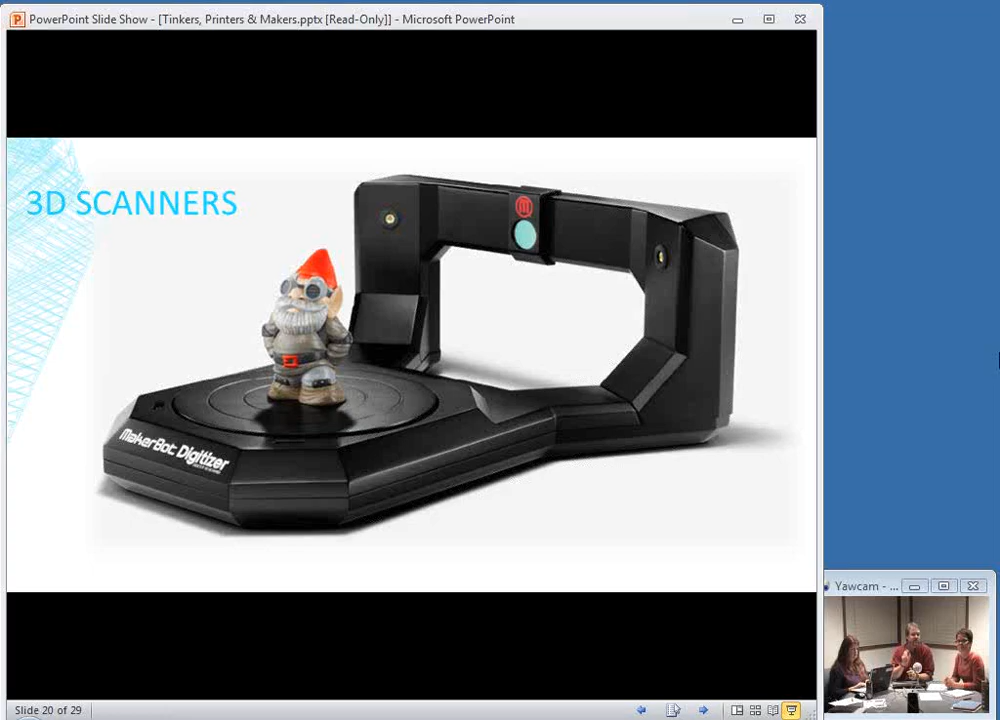 PowerPoint Slide Show - [Tinkers, Printers & Makers.pptx [Read-Only]] - Microsoft PowerPoint
3D SCANNERS
MakerBot Digitizer
Yawcam - ...
Slide 20 of 29